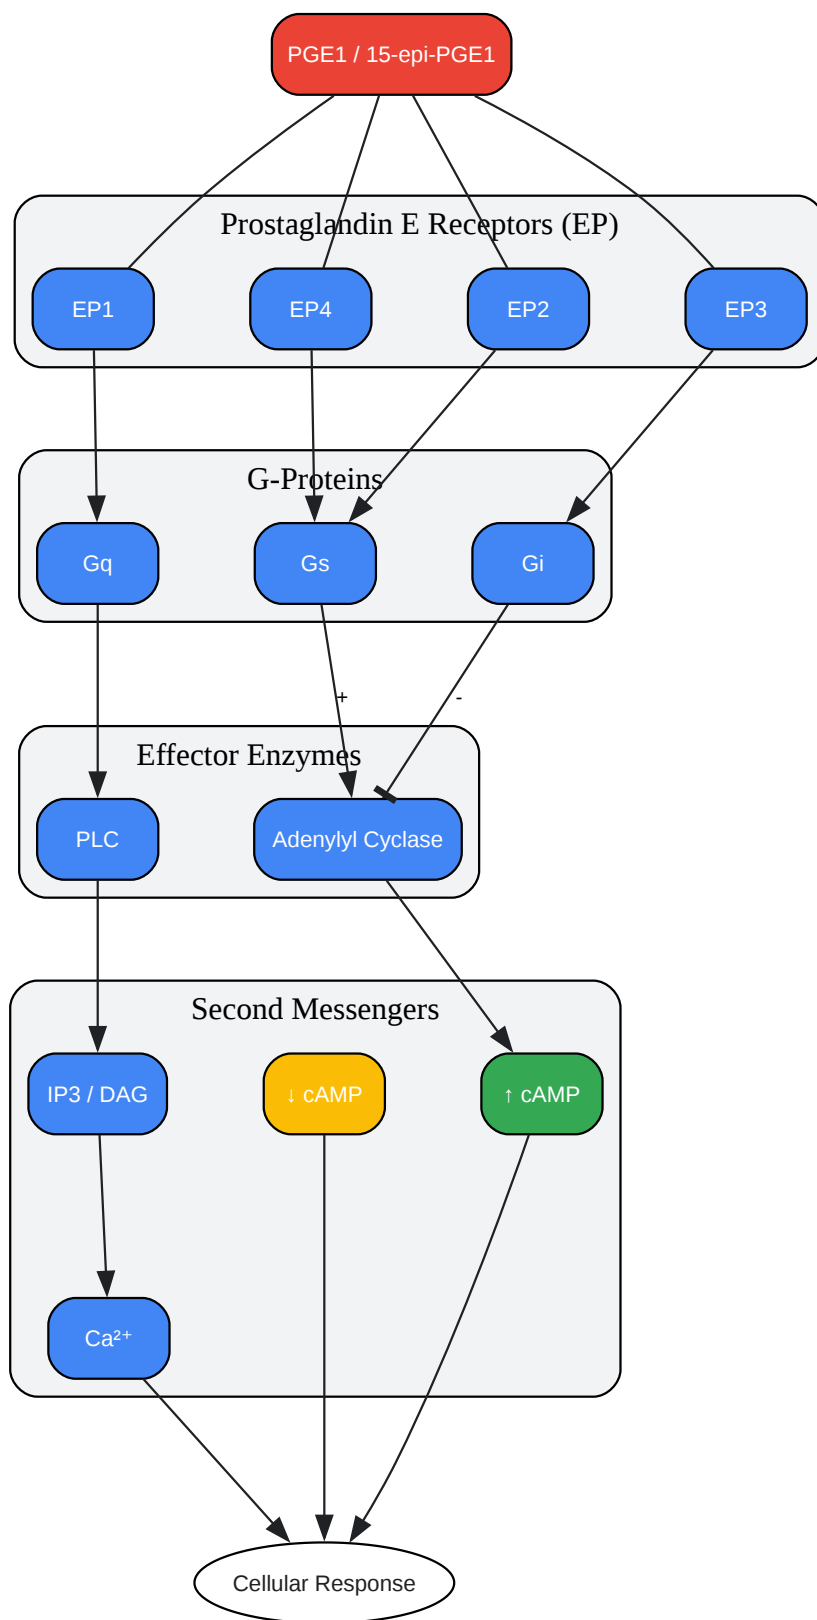 PGE1 / 15-epi-PGE1
Prostaglandin E Receptors (EP)
EP1
EP4
EP2
EP3
G-Proteins
Gq
Gs
Gi
+
-
Effector Enzymes
PLC
Adenylyl Cyclase
Second Messengers
IP3 / DAG
↓ cAMP
↑ cAMP
Ca²⁺
Cellular Response